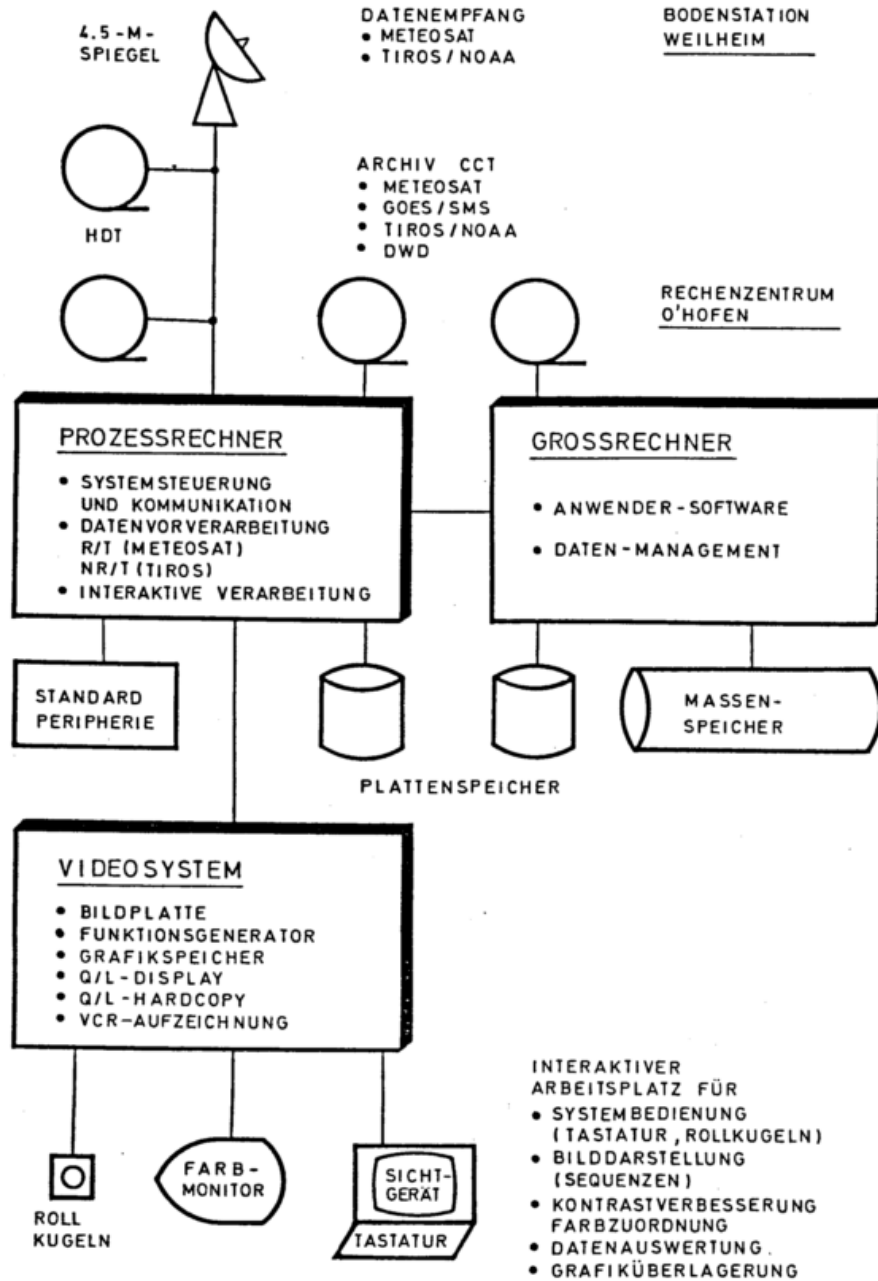 4.5-M-
SPIEGEL
DATENEMPFANG
• METEOSAT
• TIROS/NOAA
BODENSTATION
WEILHEIM
HDT
ARCHIV CCT
• METEOSAT
• GOES/SMS
• TIROS/NOAA
• DWD
RECHENZENTRUM
O'HOFEN
PROZESSRECHNER
• SYSTEMSTEUERUNG
UND KOMMUNIKATION
• DATENVORVERARBEITUNG
R/T (METEOSAT)
NR/T (TIROS)
• INTERAKTIVE VERARBEITUNG
GROSSRECHNER
• ANWENDER-SOFTWARE
• DATEN-MANAGEMENT
STANDARD
PERIPHERIE
PLATTENSPEICHER
MASSEN-
SPEICHER
VIDEOSYSTEM
• BILDPLATTE
• FUNKTIONSGENERATOR
• GRAFIKSPEICHER
• Q/L-DISPLAY
• Q/L-HARDCOPY
• VCR-AUFZEICHNUNG
ROLL
KUGELN
FARB-
MONITOR
SICHT-
GERÄT
TASTATUR
INTERAKTIVER
ARBEITSPLATZ FÜR
• SYSTEMBEDIENUNG
(TASTATUR, ROLLKUGELN)
• BILDDARSTELLUNG
(SEQUENZEN)
• KONTRASTVERBESSERUNG
FARBZUORDNUNG
• DATENAUSWERTUNG.
• GRAFIKÜBERLAGERUNG